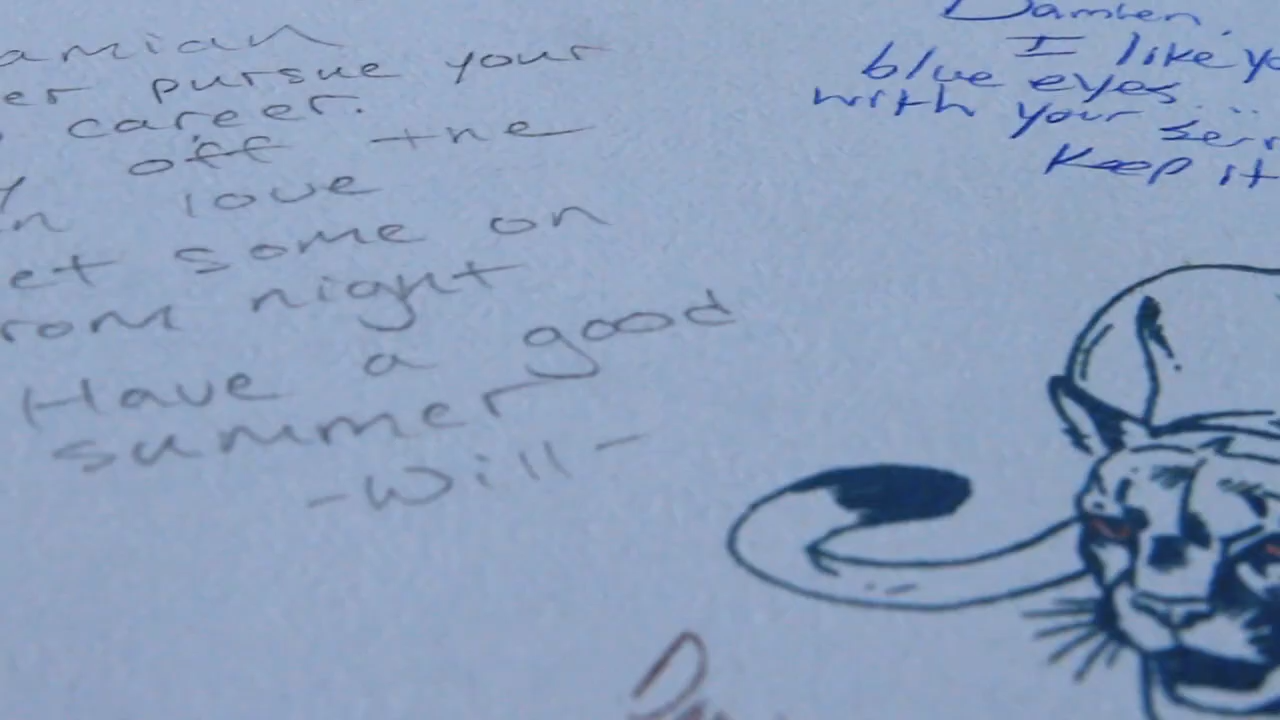 amian
er pursue your
career.
off the
love
et some on
rom night
Have a good
summer
-Will-
Damien.
I like yo
blue eyes...
with your
Keep it